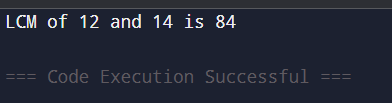 LCM of 12 and 14 is 84
=== Code Execution Successful ===